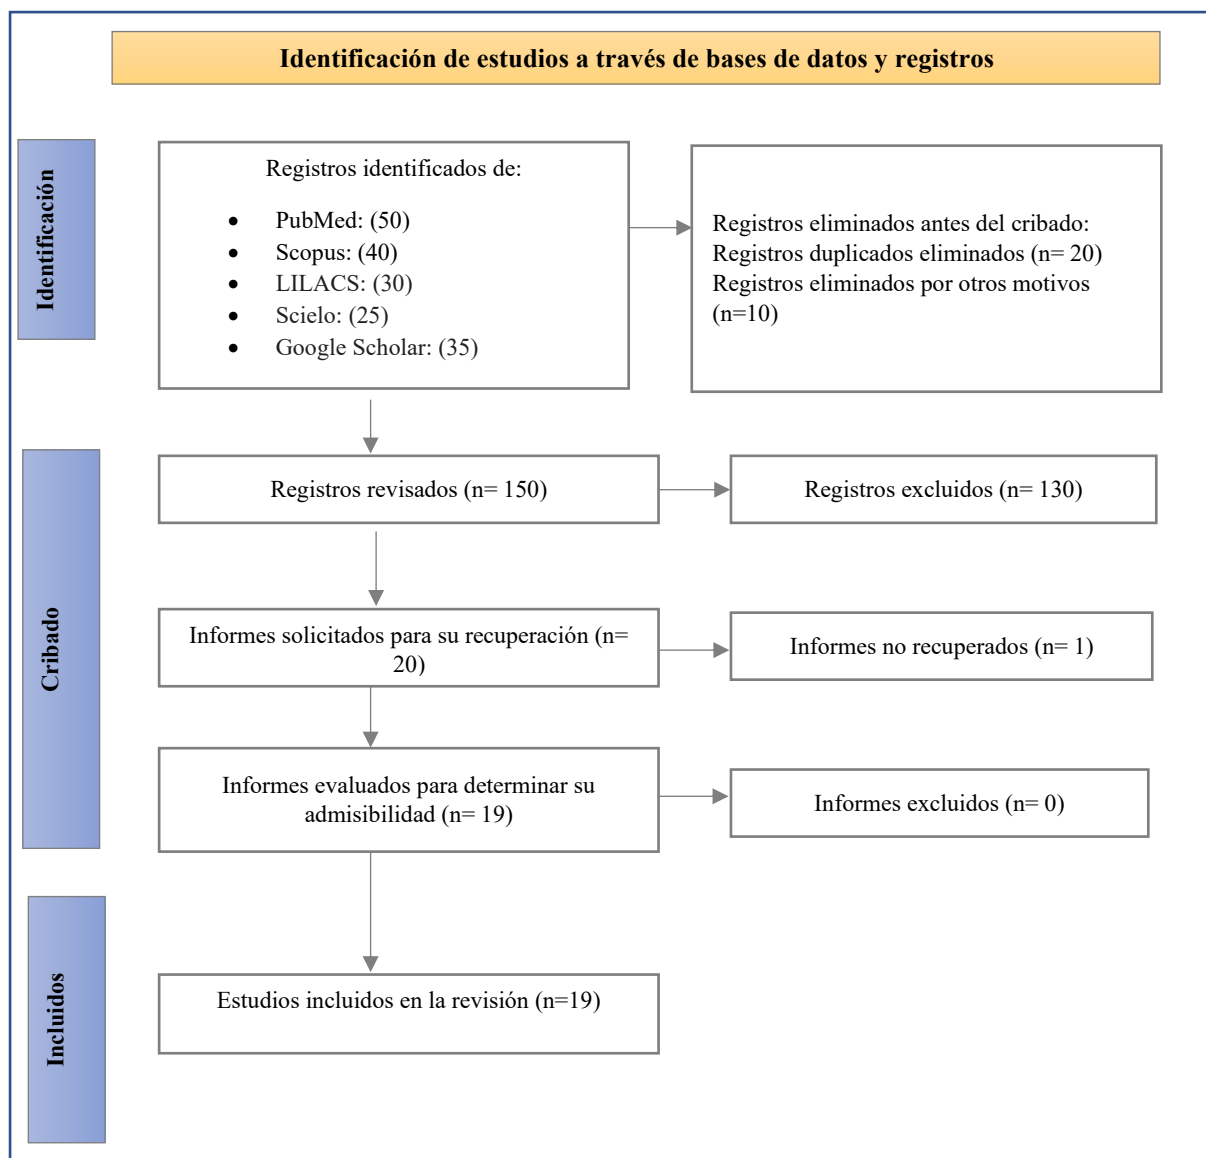 Identificación de estudios a través de bases de datos y registros
Identificación
Registros identificados de:
• PubMed: (50)
• Scopus: (40)
• LILACS: (30)
• Scielo: (25)
• Google Scholar: (35)
Registros eliminados antes del cribado:
Registros duplicados eliminados (n= 20)
Registros eliminados por otros motivos
(n=10)
Cribado
Registros revisados (n= 150)
Registros excluidos (n= 130)
Informes solicitados para su recuperación (n=
20)
Informes no recuperados (n= 1)
Informes evaluados para determinar su
admisibilidad (n= 19)
Informes excluidos (n= 0)
Incluidos
Estudios incluidos en la revisión (n=19)